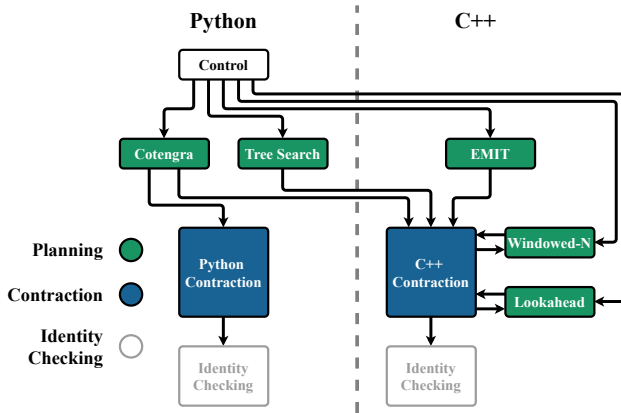 Python
C++
Control
Cotengra
Tree Search
EMIT
Planning
Contraction
Identity
Checking
Python
Contraction
C++
Contraction
Windowed-N
Lookahead
Identity
Checking
Identity
Checking